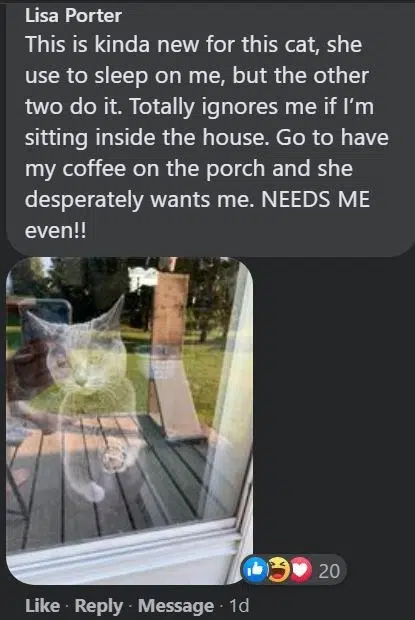 Lisa Porter
This is kinda new for this cat, she
use to sleep on me, but the other
two do it. Totally ignores me if I'm
sitting inside the house. Go to have
my coffee on the porch and she
desperately wants me. NEEDS ME
even!!
20
Like · Reply · Message · 1d